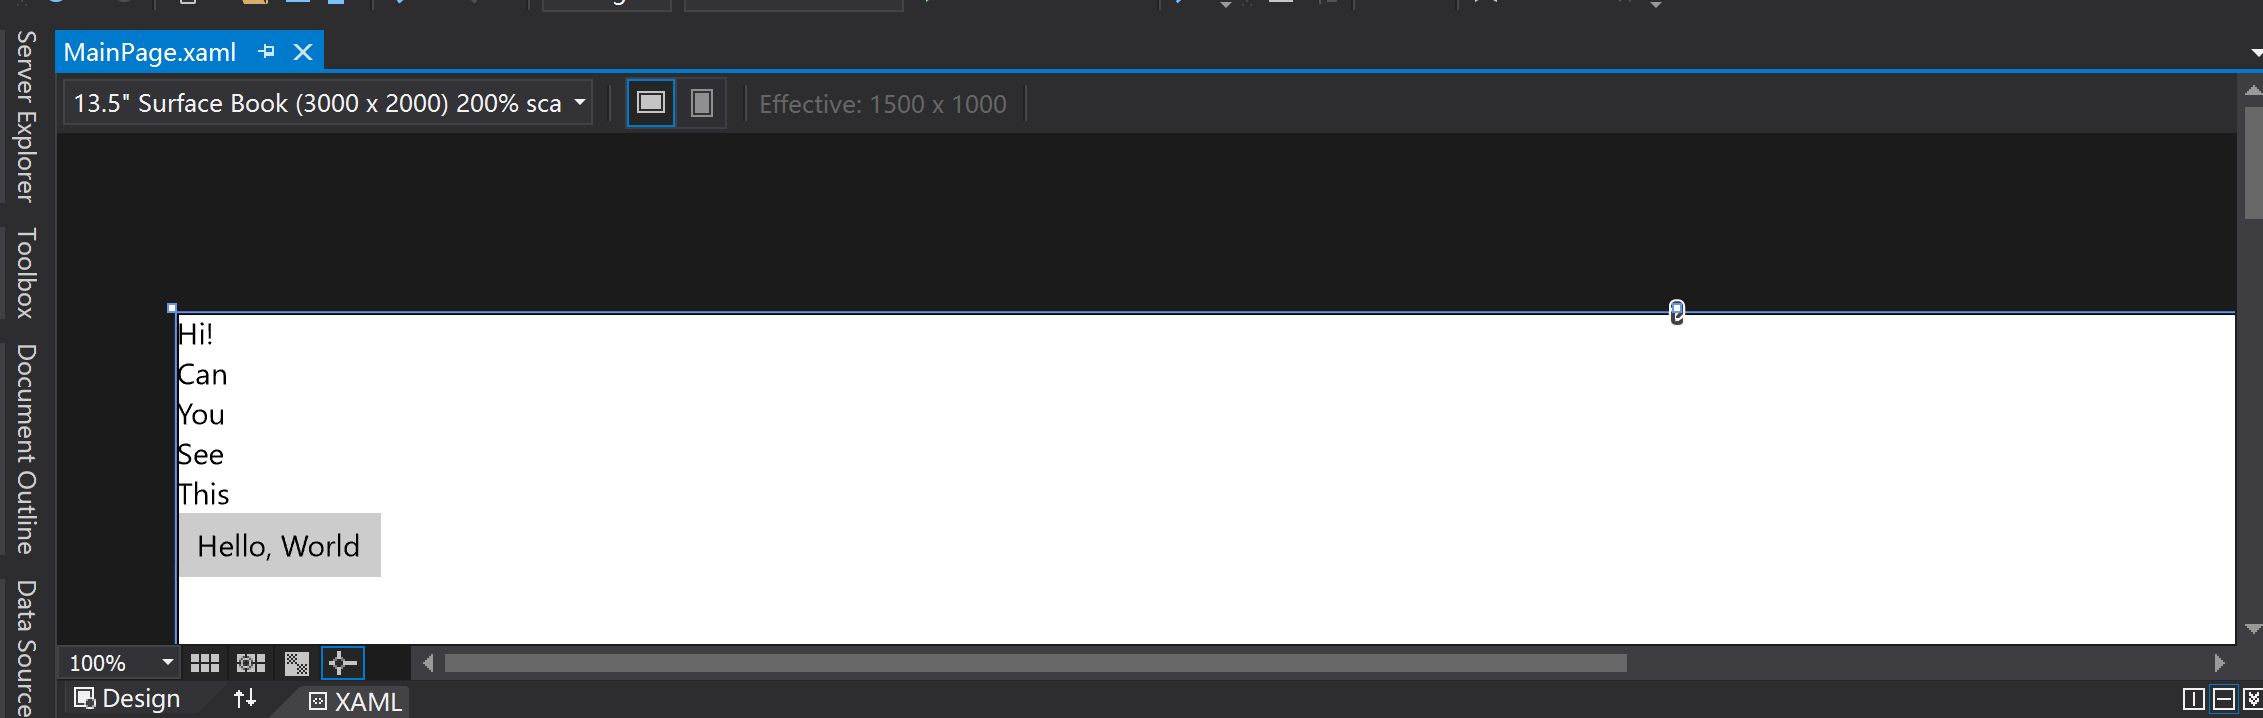 MainPage.xaml
13.5" Surface Book (3000 x 2000) 200% sca
Effective: 1500 x 1000
Server Explorer
Toolbox
Document Outline
Data Source
Hi!
Can
You
See
This
Hello, World
100%
Design
XAML